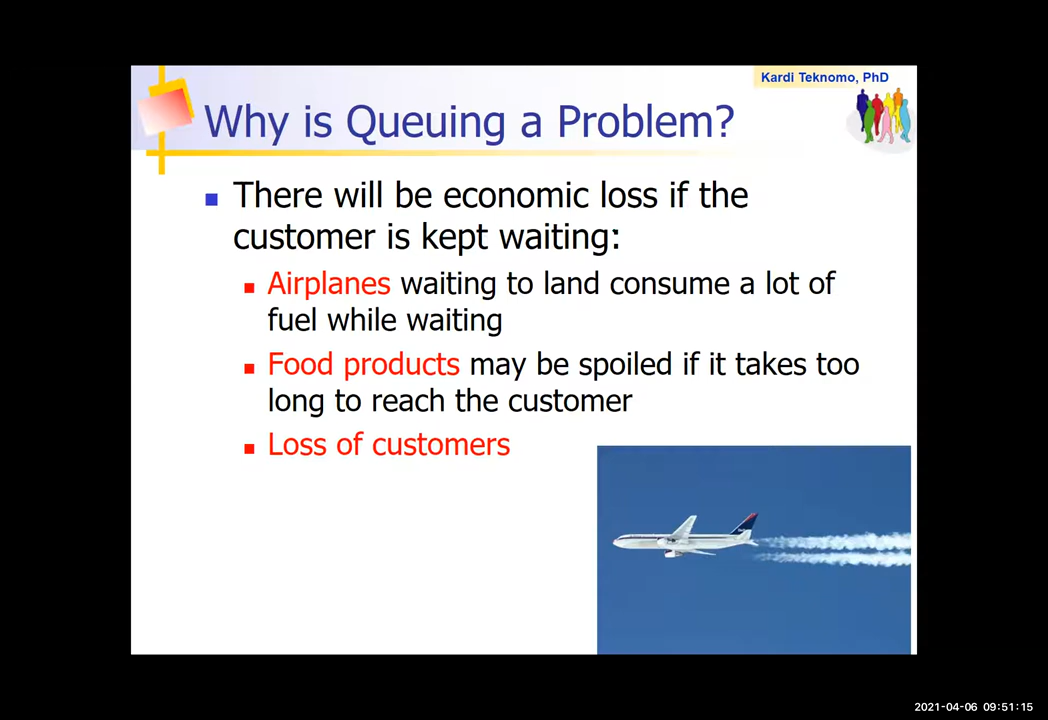 Kardi Teknomo, PhD
Why is Queuing a Problem?
There will be economic loss if the
customer is kept waiting:
Airplanes waiting to land consume a lot of
fuel while waiting
Food products may be spoiled if it takes too
long to reach the customer
Loss of customers
2021-04-06 09:51:15